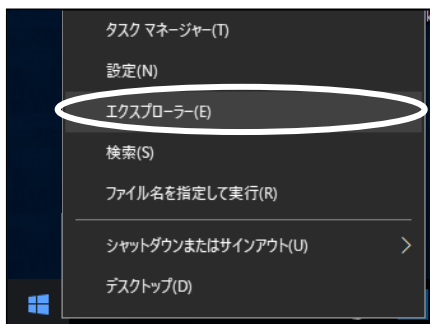 タスク マネージャー(T)
設定(N)
エクスプローラー(E)
検索(S)
ファイル名を指定して実行(R)
シャットダウンまたはサインアウト(U)
デスクトップ(D)